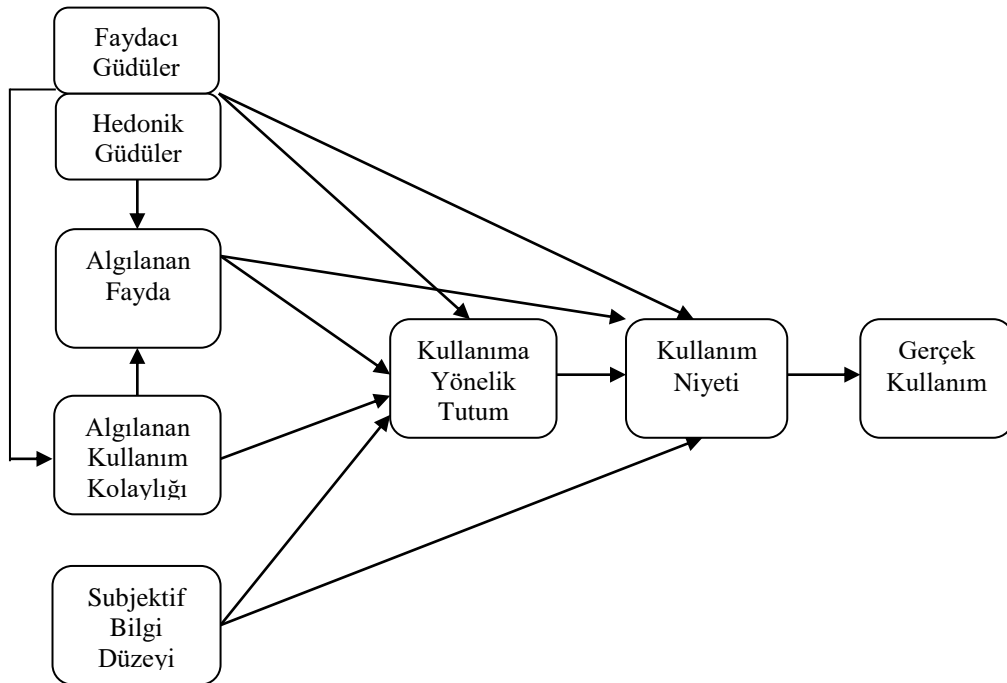 Faydacı
Güdüler
Hedonik
Güdüler
Algılanan
Fayda
Kullanıma
Yönelik
Tutum
Kullanım
Niyeti
Gerçek
Kullanım
Algılanan
Kullanım
Kolaylığı
Subjektif
Bilgi
Düzeyi